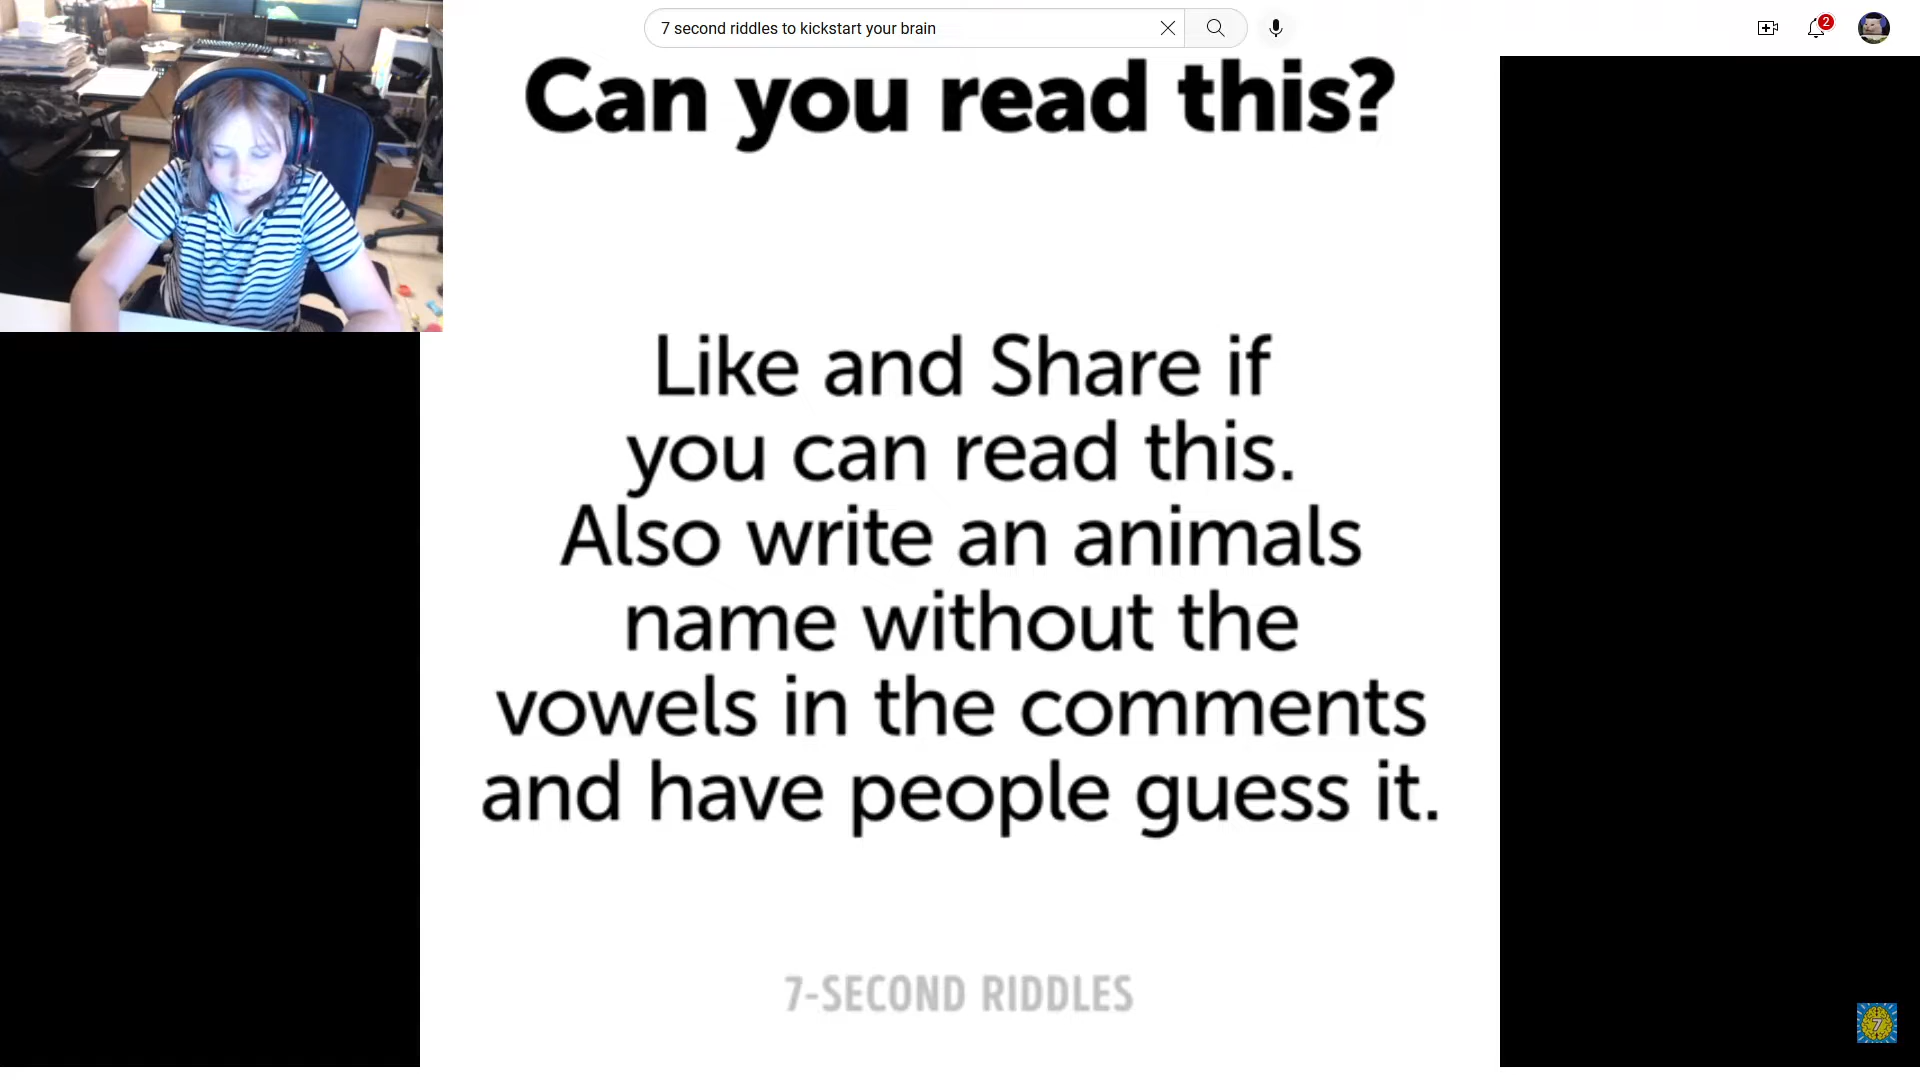 7 second riddles to kickstart your brain
2
Can you read this?
Like and Share if
you can read this.
Also write an animals
name without the
vowels in the comments
and have people guess it.
7-SECOND RIDDLES
7